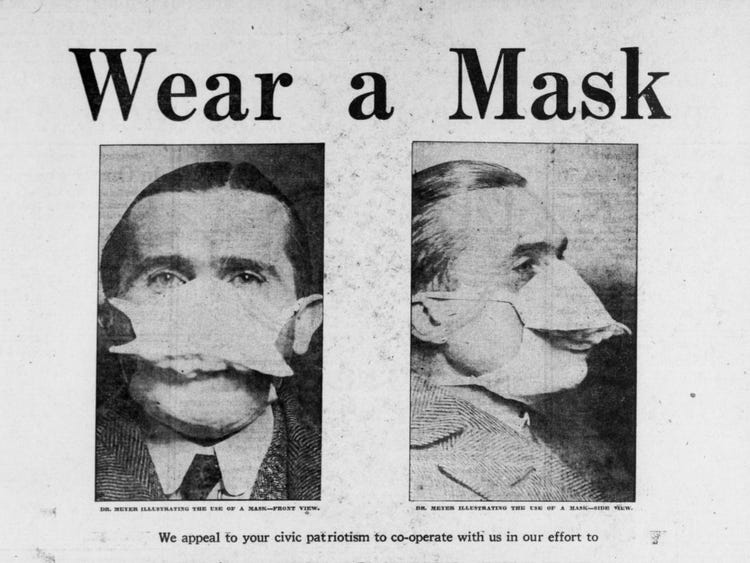 Wear a Mask
DR. MEYER ILLUSTRATING THE USE OF A MASK—FRONT VIEW.
DR. MEYER ILLUSTRATING THE USE OF A MASK—SIDE VIEW.
We appeal to your civic patriotism to co-operate with us in our effort to